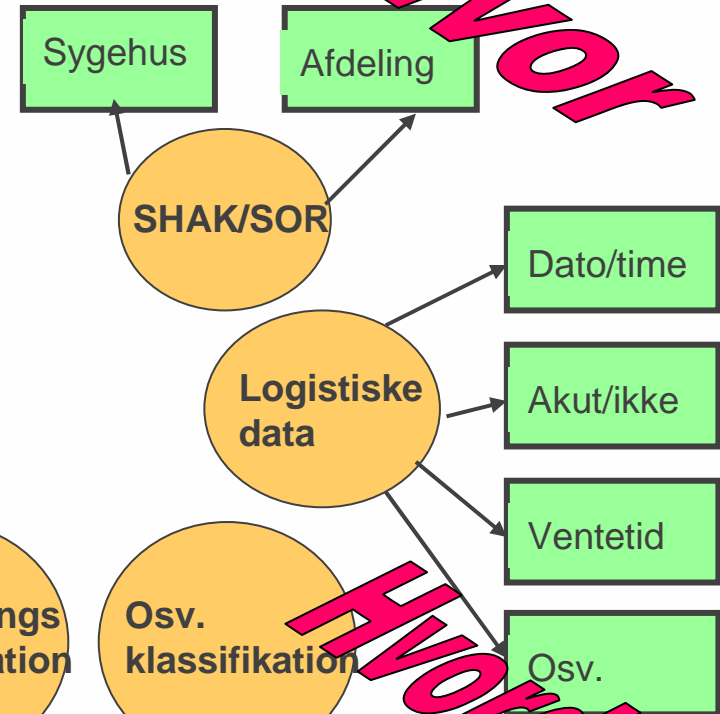 Sygehus
Afdeling
vor
SHAK/SOR
Dato/time
Logistiske
data
Akut/ikke
Ventetid
ngs
ation
Osv.
klassifikation
Osv.